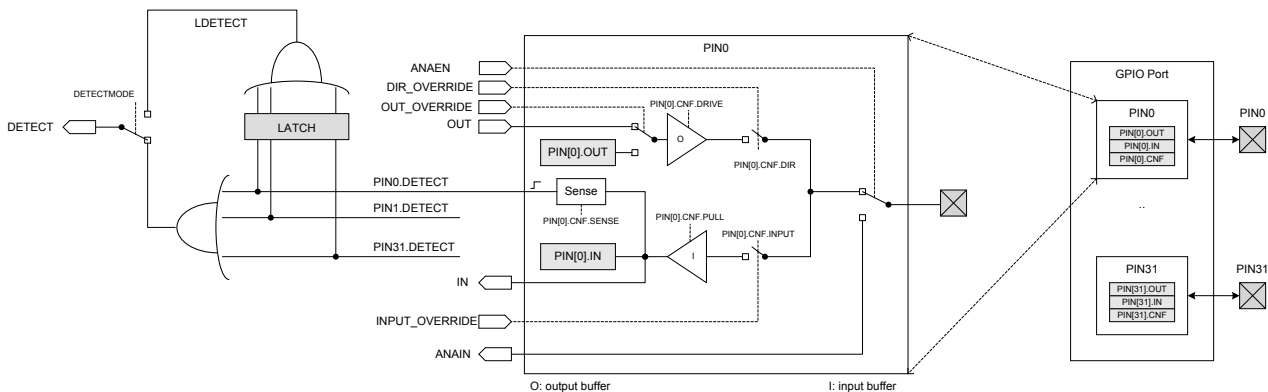 LDETECT
DETECTMODE
DETECT
LATCH
PIN0.DETECT
PIN1.DETECT
PIN31.DETECT
PIN0
ANAEN
DIR_OVERRIDE
OUT_OVERRIDE
OUT
PIN[0].CNF.DRIVE
O
PIN[0].OUT
PIN[0].CNF.DIR
Sense
PIN[0].CNF.SENSE
PIN[0].CNF.PULL
PIN[0].CNF.INPUT
PIN[0].IN
I
IN
INPUT_OVERRIDE
ANAIN
O: output buffer
I: input buffer
GPIO Port
PIN0
PIN[0].OUT
PIN[0].IN
PIN[0].CNF
PIN0
..
PIN31
PIN[31].OUT
PIN[31].IN
PIN[31].CNF
PIN31